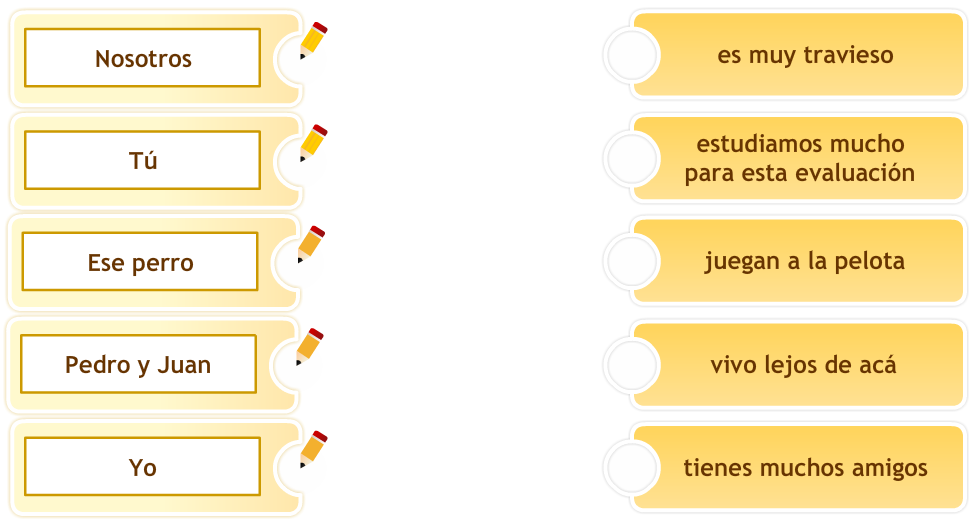 Nosotros
Tú
Ese perro
Pedro y Juan
Yo
es muy travieso
estudiamos mucho
para esta evaluación
juegan a la pelota
vivo lejos de acá
tienes muchos amigos